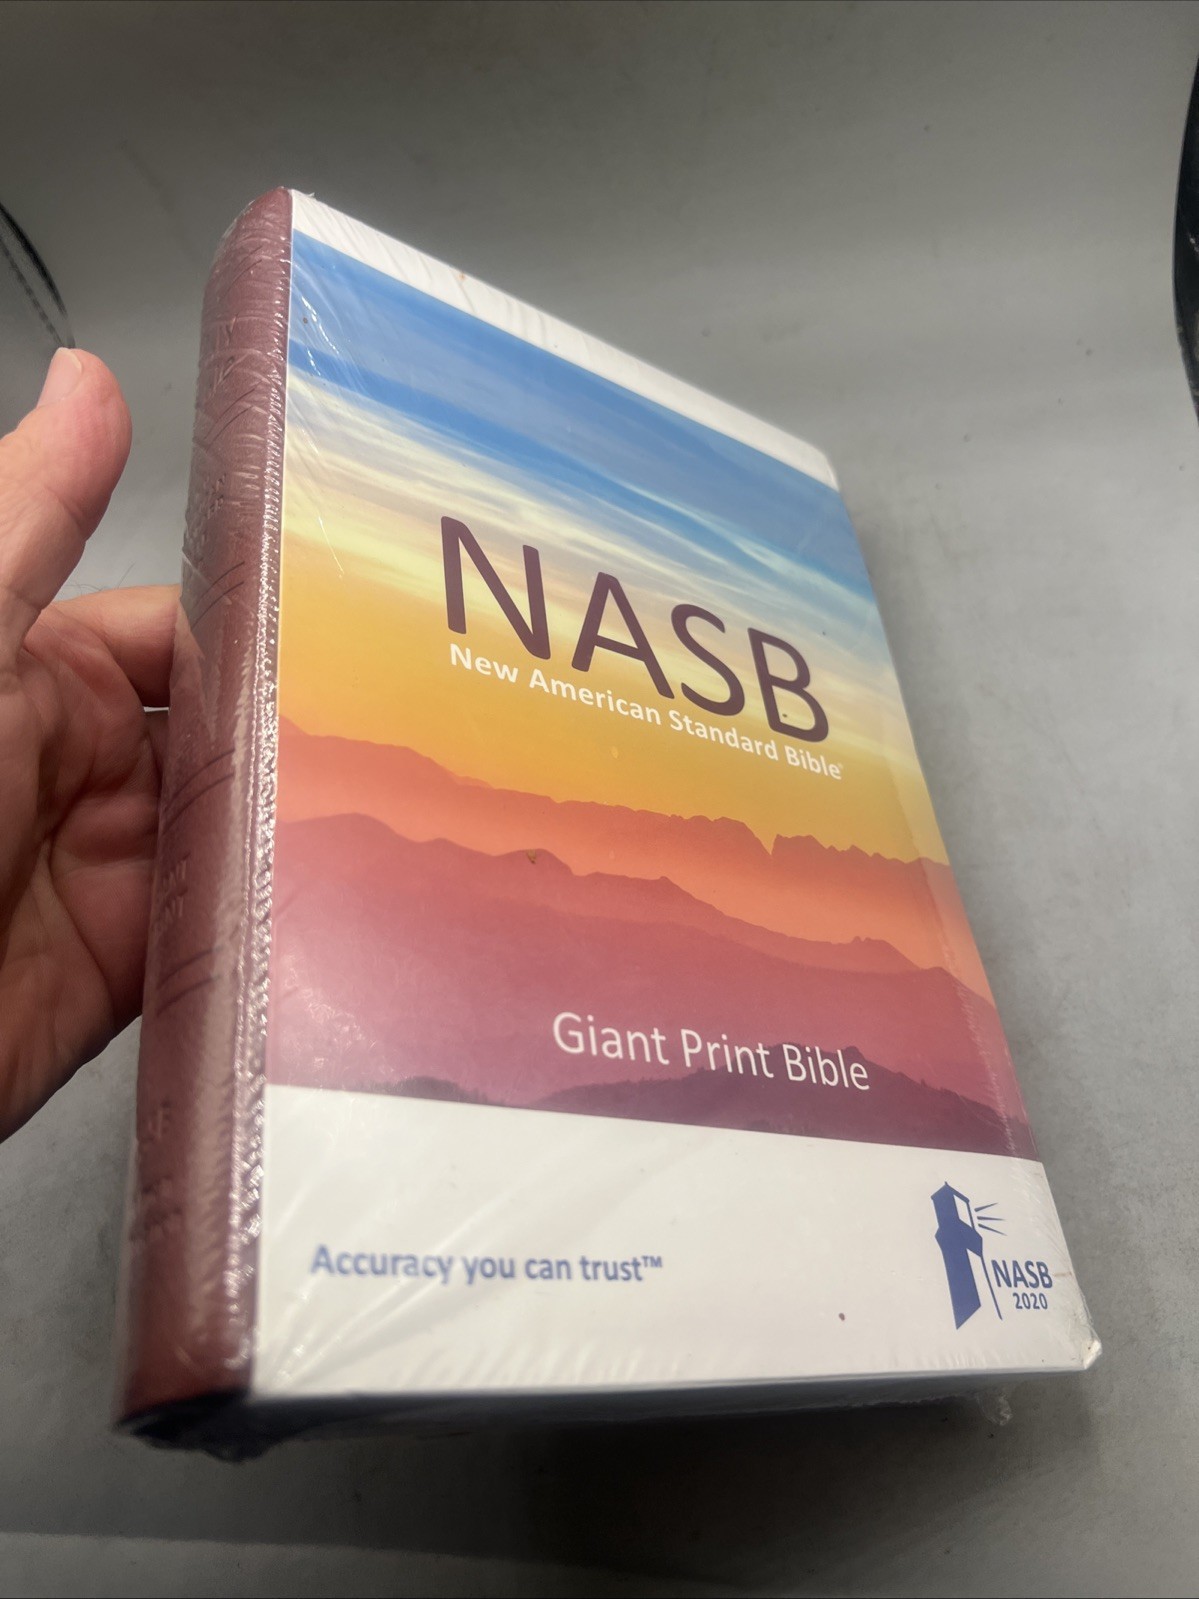 NASB
New American Standard Bible®
Giant Print Bible
Accuracy you can trust™
NASB
2020